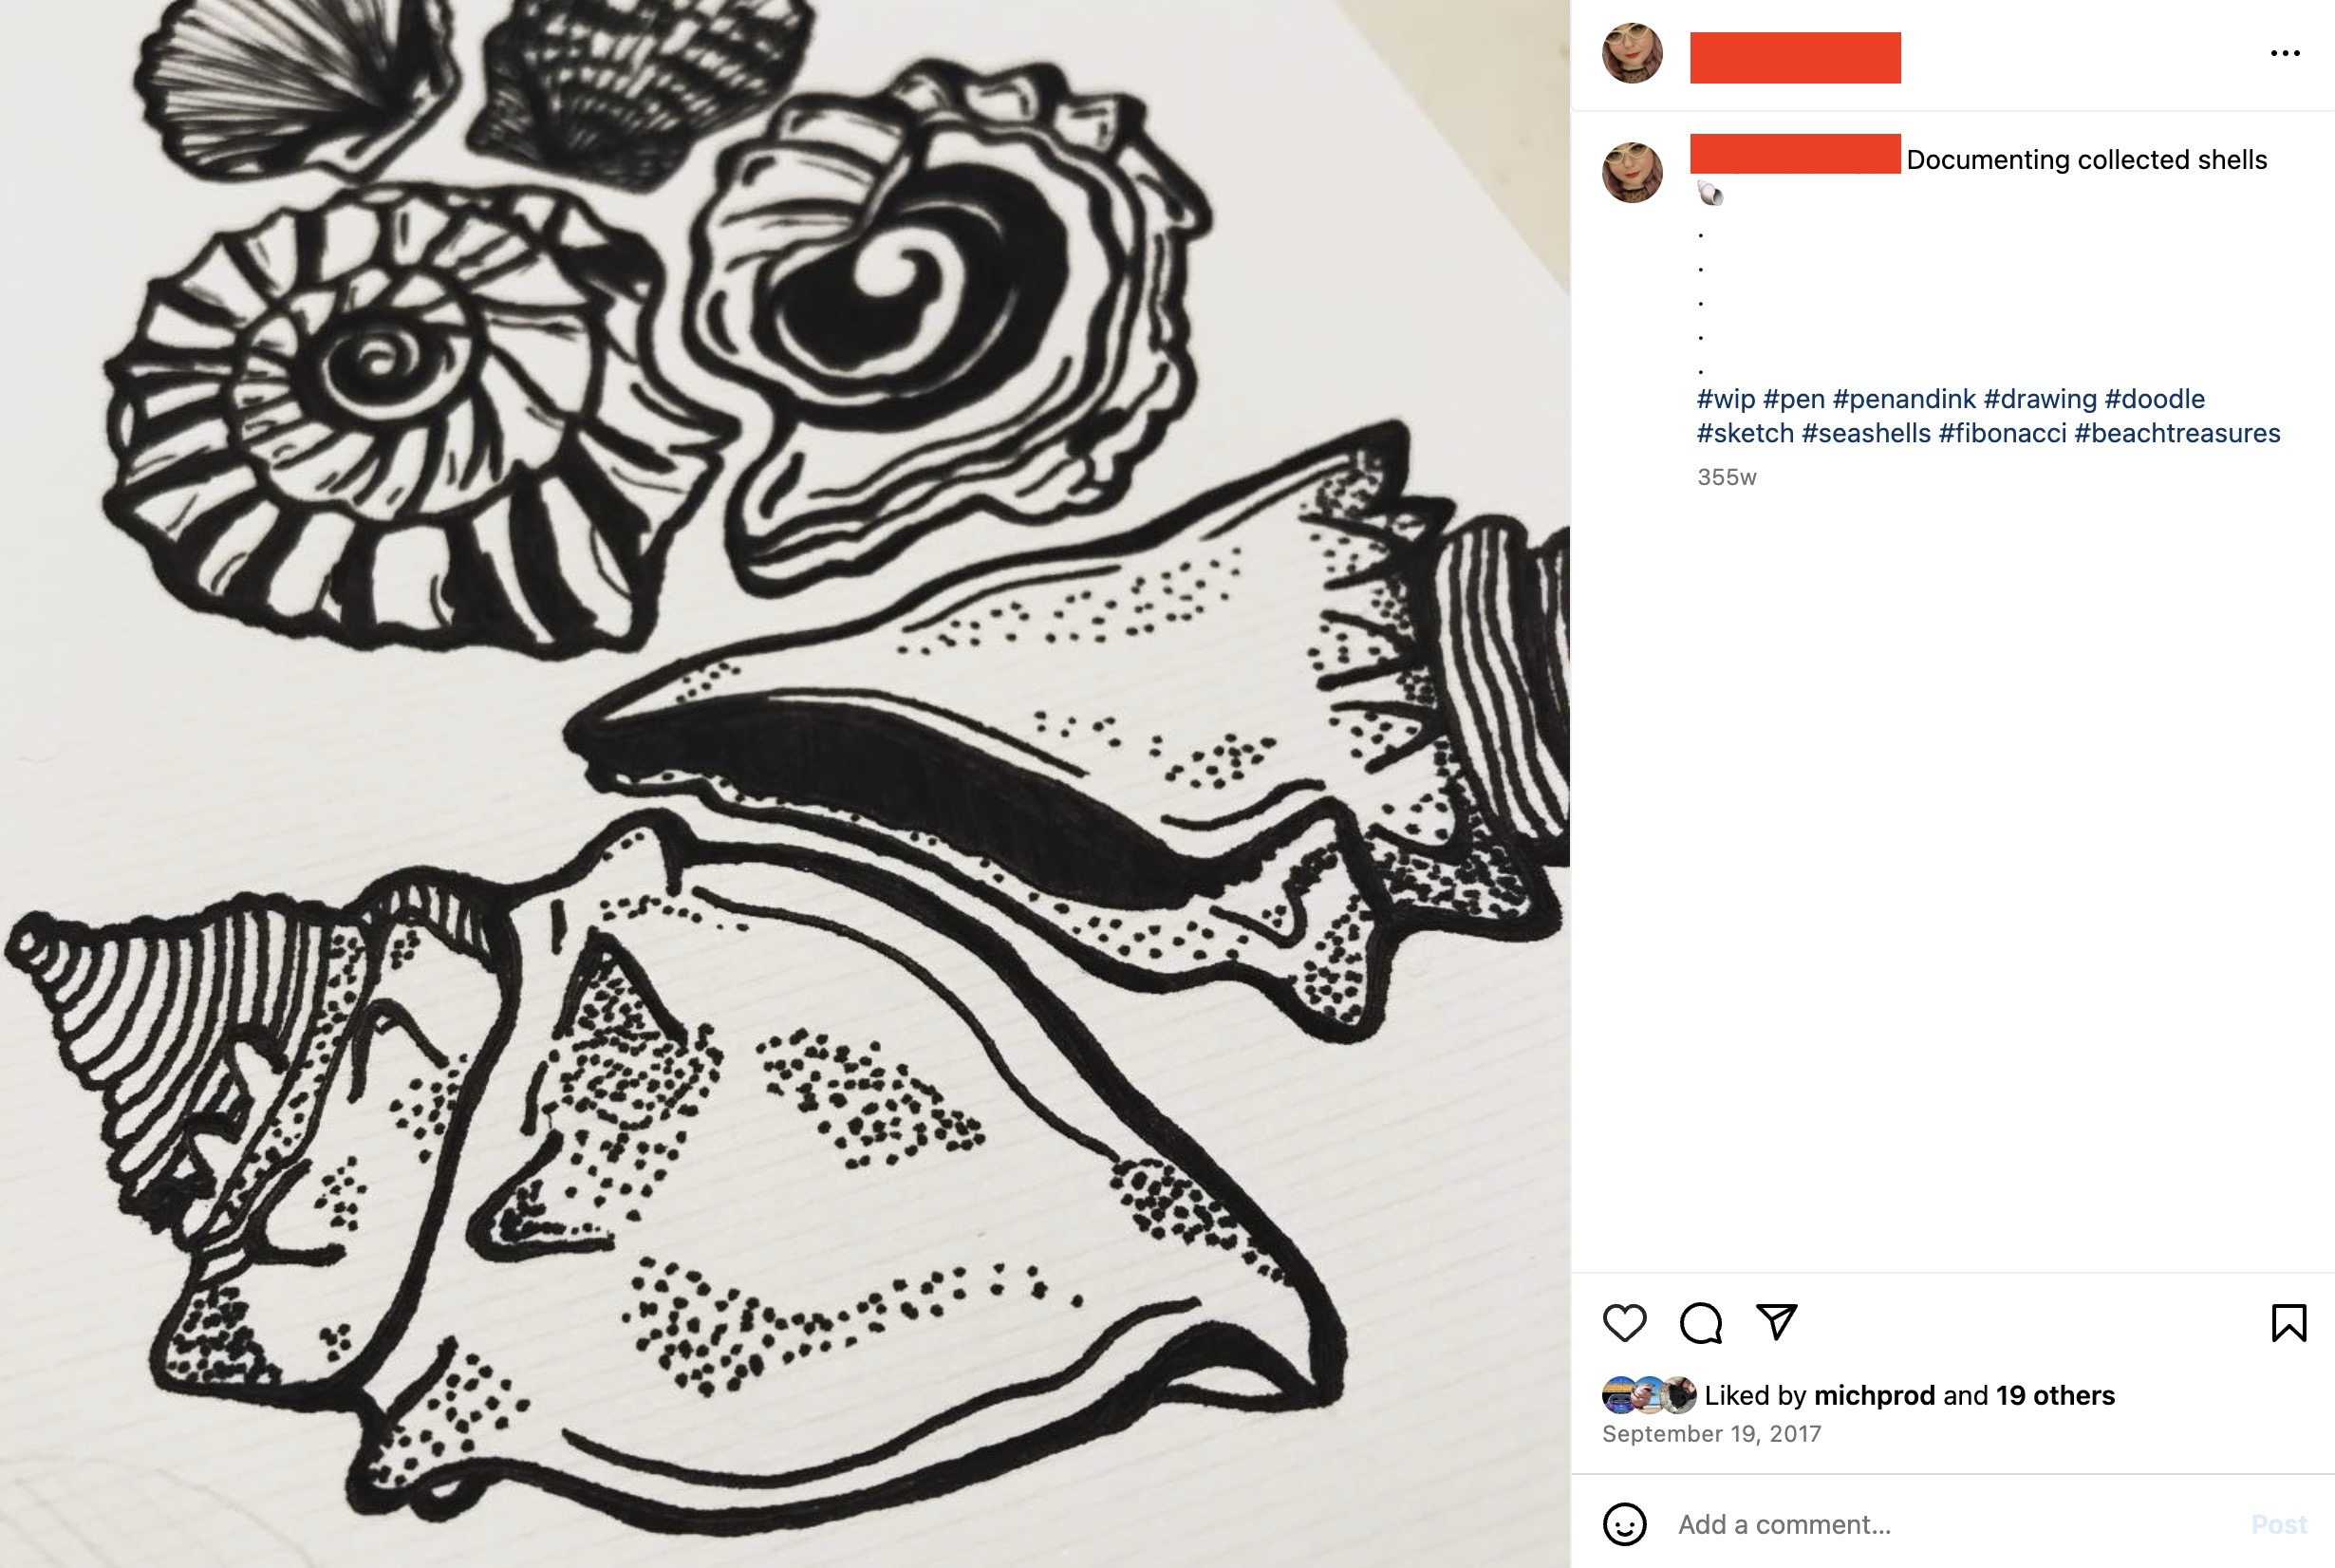 Documenting collected shells
🐚
.
.
.
.
.
#wip #pen #penandink #drawing #doodle
#sketch #seashells #fibonacci #beachtreasures
355w
Liked by michprod and 19 others
September 19, 2017
Add a comment...
Post